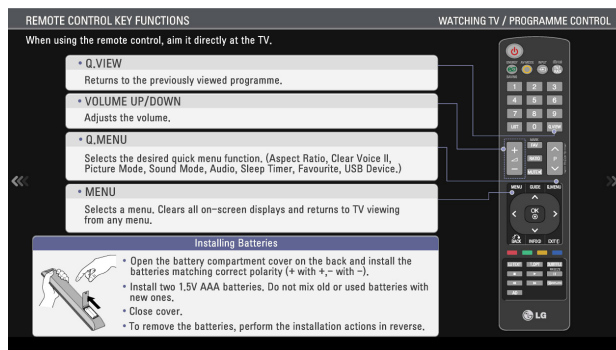 REMOTE CONTROL KEY FUNCTIONS
WATCHING TV / PROGRAMME CONTROL
When using the remote control, aim it directly at the TV.
• Q.VIEW
Returns to the previously viewed programme.
• VOLUME UP/DOWN
Adjusts the volume.
• Q.MENU
Selects the desired quick menu function. (Aspect Ratio, Clear Voice II,
Picture Mode, Sound Mode, Audio, Sleep Timer, Favourite, USB Device.)
• MENU
Selects a menu. Clears all on-screen displays and returns to TV viewing
from any menu.
Installing Batteries
• Open the battery compartment cover on the back and install the
batteries matching correct polarity (+ with +,- with -).
• Install two 1.5V AAA batteries. Do not mix old or used batteries with
new ones.
• Close cover.
• To remove the batteries, perform the installation actions in reverse.
1 2 3
4 5 6
7 8 9
LIST 0 Q.VIEW
+ FAV
P
MENU GUIDE Q.MENU
OK
BACK INFO EXIT
AD
LG